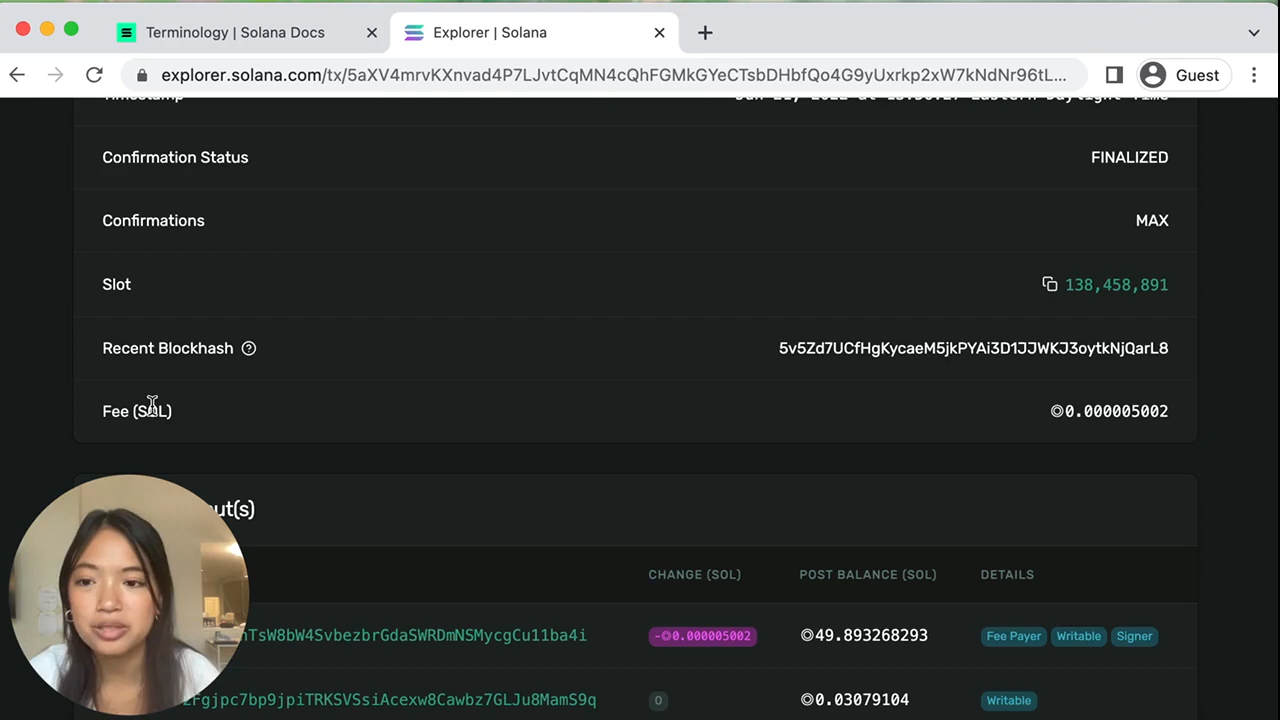 Terminology | Solana Docs
Explorer | Solana
explorer.solana.com/tx/5aXV4mrvKXnvad4P7LJvtCqMN4cQhFGMkGYeCTsbDHbfQo4G9yUxrkp2xW7kNdNr96tL...
Guest
Timestamp
Confirmation Status FINALIZED
Confirmations MAX
Slot 138,458,891
Recent Blockhash 5v5Zd7UCfHgKycaeM5jkPYAi3D1JJWKJ3oytkNjQarL8
Fee (SOL) ◎0.000005002
ut(s)
CHANGE (SOL) POST BALANCE (SOL) DETAILS
TsW8bW4SvbezbrGdaSWRDmNSMycgCu11ba4i -◎0.000005002 ◎49.893268293 Fee Payer Writable Signer
Fgjpc7bp9jpiTRKSVSsiAcexw8Cawbz7GLJu8MamS9q 0 ◎0.03079104 Writable